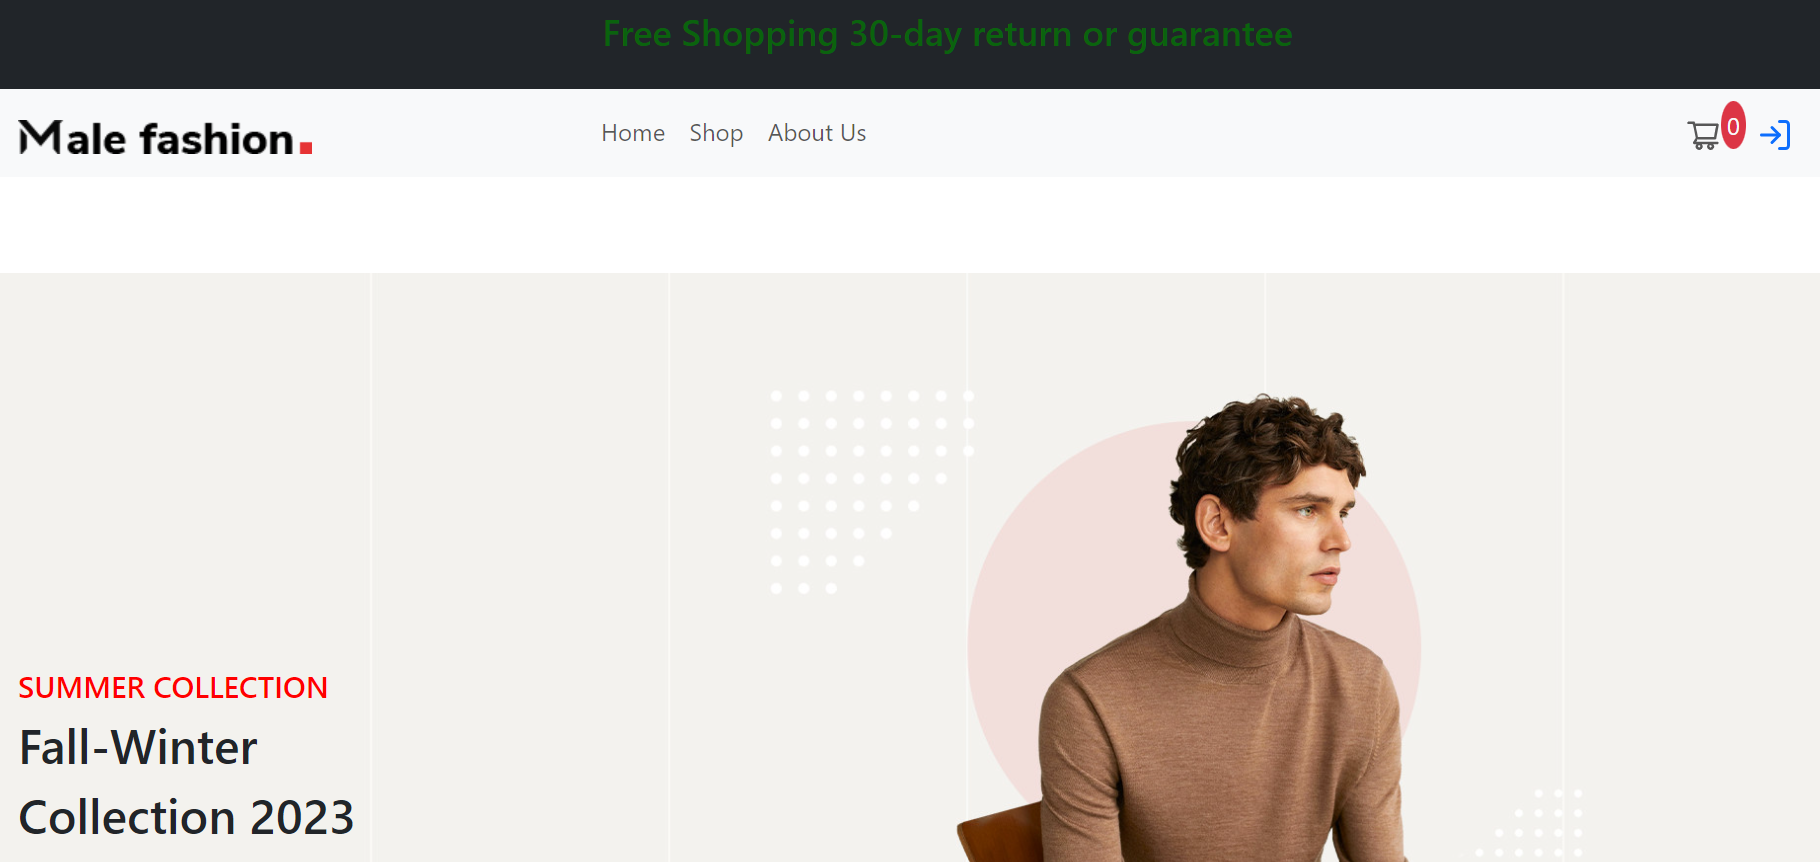 Free Shopping 30-day return or guarantee
Male fashion.
Home Shop About Us
0
SUMMER COLLECTION
Fall-Winter
Collection 2023